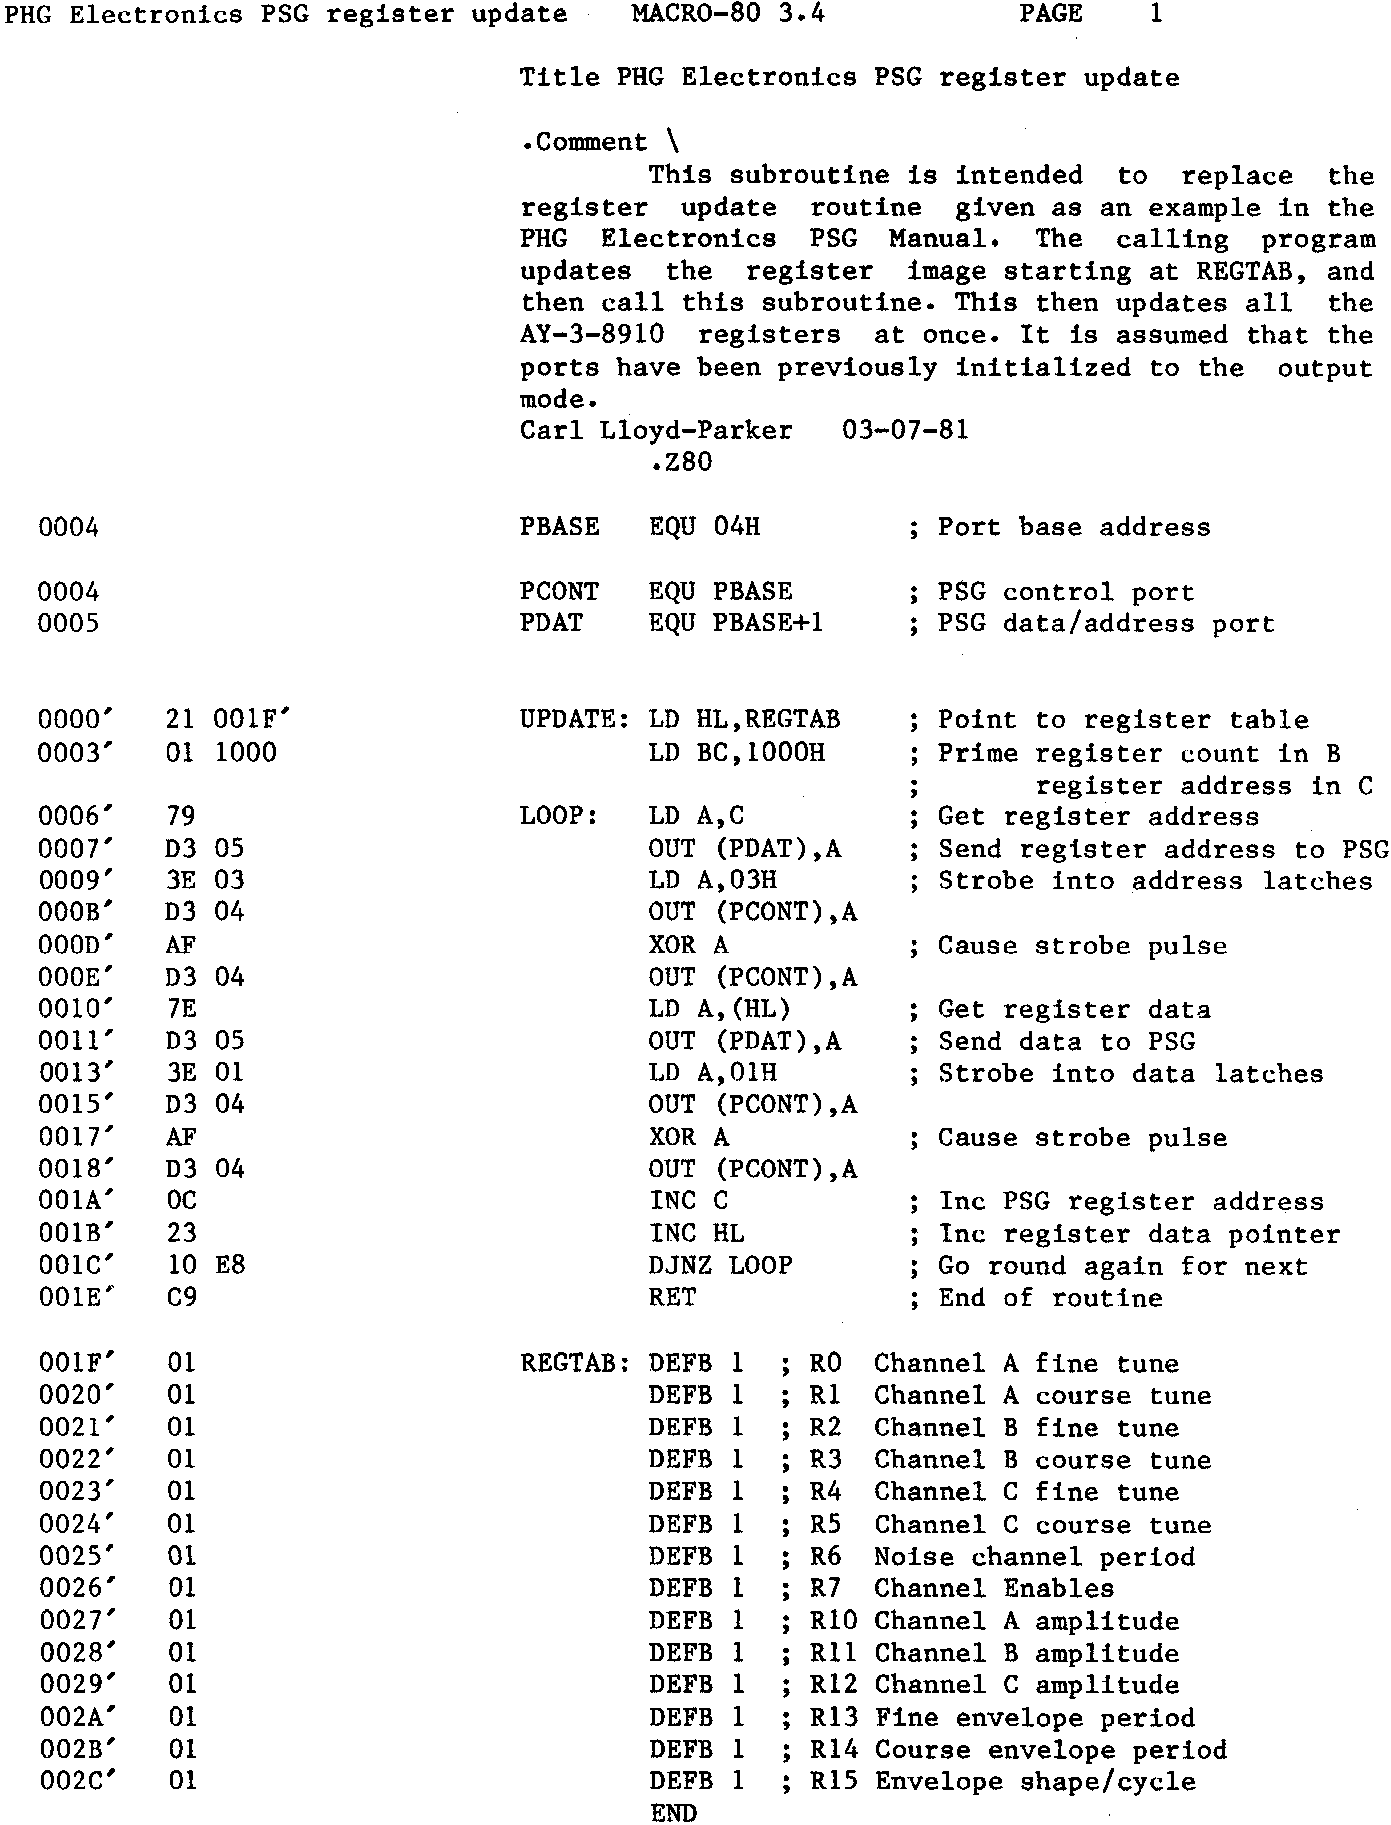 PHG Electronics PSG register update    MACRO-80 3.4    PAGE    1
Title PHG Electronics PSG register update
.Comment \
This subroutine is intended to replace the
register update routine given as an example in the
PHG Electronics PSG Manual. The calling program
updates the register image starting at REGTAB, and
then call this subroutine. This then updates all the
AY-3-8910 registers at once. It is assumed that the
ports have been previously initialized to the output
mode.
Carl Lloyd-Parker   03-07-81
.Z80
0004    PBASE   EQU 04H    ; Port base address
0004    PCONT   EQU PBASE    ; PSG control port
0005    PDAT    EQU PBASE+1    ; PSG data/address port
0000′   21 001F′    UPDATE: LD HL,REGTAB    ; Point to register table
0003′   01 1000    LD BC,1000H    ; Prime register count in B
;       register address in C
0006′   79    LOOP:   LD A,C    ; Get register address
0007′   D3 05    OUT (PDAT),A    ; Send register address to PSG
0009′   3E 03    LD A,03H    ; Strobe into address latches
000B′   D3 04    OUT (PCONT),A
000D′   AF    XOR A    ; Cause strobe pulse
000E′   D3 04    OUT (PCONT),A
0010′   7E    LD A,(HL)    ; Get register data
0011′   D3 05    OUT (PDAT),A    ; Send data to PSG
0013′   3E 01    LD A,01H    ; Strobe into data latches
0015′   D3 04    OUT (PCONT),A
0017′   AF    XOR A    ; Cause strobe pulse
0018′   D3 04    OUT (PCONT),A
001A′   0C    INC C    ; Inc PSG register address
001B′   23    INC HL    ; Inc register data pointer
001C′   10 E8    DJNZ LOOP    ; Go round again for next
001E′   C9    RET    ; End of routine
001F′   01    REGTAB: DEFB 1  ; R0  Channel A fine tune
0020′   01    DEFB 1  ; R1  Channel A course tune
0021′   01    DEFB 1  ; R2  Channel B fine tune
0022′   01    DEFB 1  ; R3  Channel B course tune
0023′   01    DEFB 1  ; R4  Channel C fine tune
0024′   01    DEFB 1  ; R5  Channel C course tune
0025′   01    DEFB 1  ; R6  Noise channel period
0026′   01    DEFB 1  ; R7  Channel Enables
0027′   01    DEFB 1  ; R10 Channel A amplitude
0028′   01    DEFB 1  ; R11 Channel B amplitude
0029′   01    DEFB 1  ; R12 Channel C amplitude
002A′   01    DEFB 1  ; R13 Fine envelope period
002B′   01    DEFB 1  ; R14 Course envelope period
002C′   01    DEFB 1  ; R15 Envelope shape/cycle
END